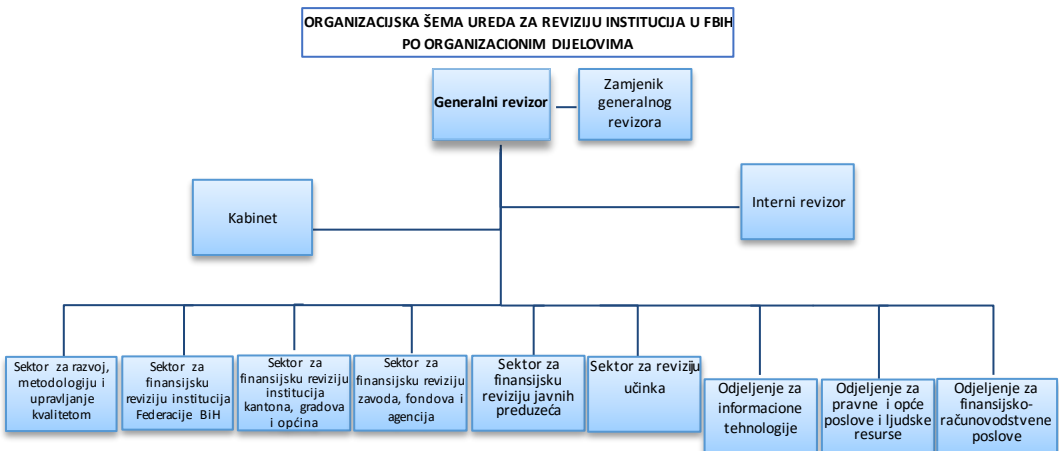 ORGANIZACIJSKA ŠEMA UREDA ZA REVIZIJU INSTITUCIJA U FBIH
PO ORGANIZACIONIM DIJELOVIMA
Generalni revizor
Zamjenik
generalnog
revizora
Kabinet
Interni revizor
Sektor za razvoj,
metodologiju i
upravljanje
kvalitetom
Sektor za
finansijsku
reviziju institucija
Federacije BiH
Sektor za
finansijsku reviziju
institucija
kantona, gradova
i općina
Sektor za
finansijsku reviziju
zavoda, fondova i
agencija
Sektor za
finansijsku
reviziju javnih
preduzeća
Sektor za reviziju
učinka
Odjeljenje za
informacione
tehnologije
Odjeljenje za
pravne i opće
poslove i ljudske
resurse
Odjeljenje za
finansijsko-
računovodstvene
poslove